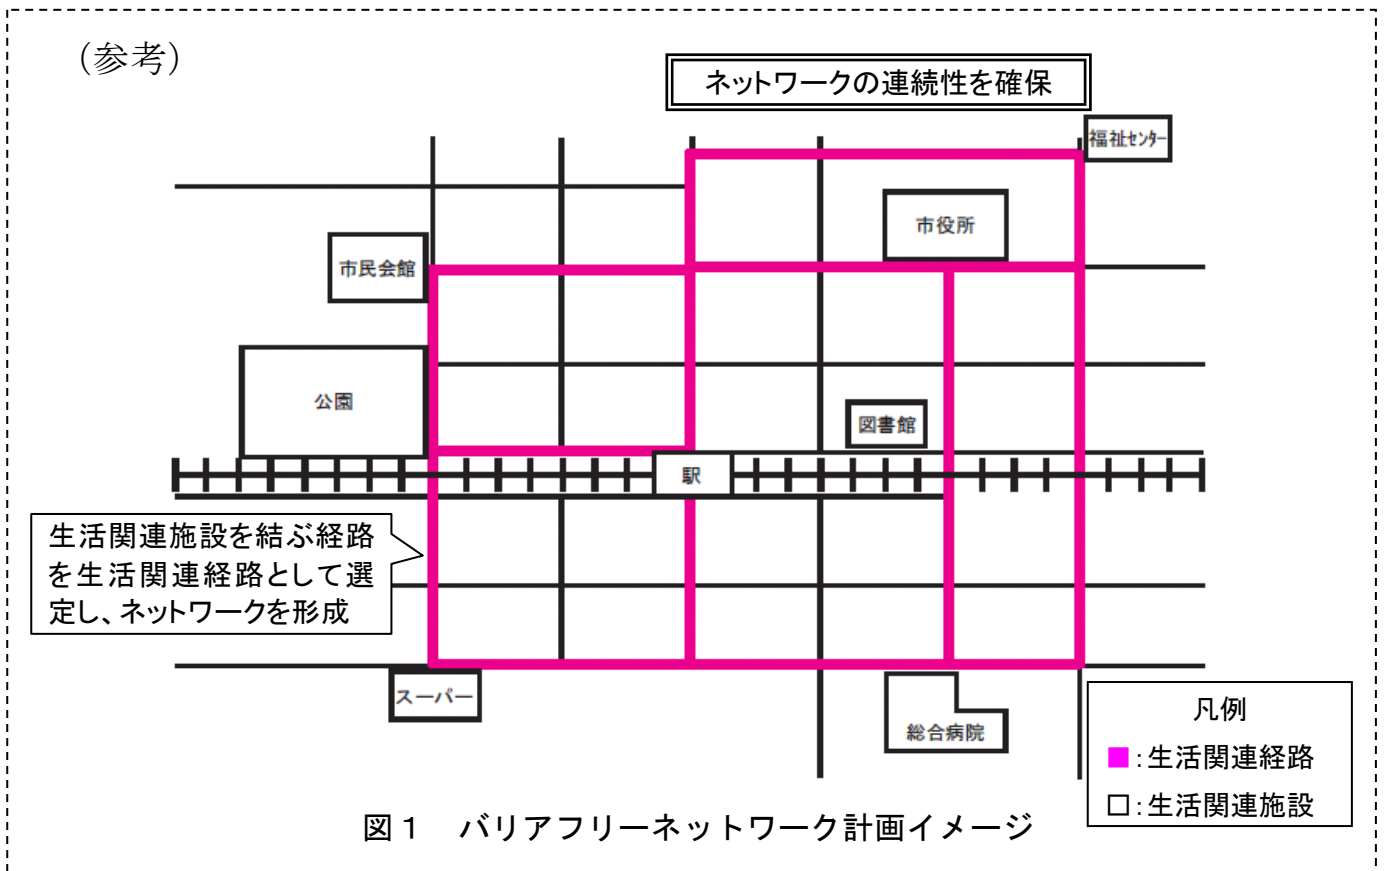 （参考）
ネットワークの連続性を確保
福祉ｾﾝﾀｰ
市役所
市民会館
公園
図書館
駅
生活関連施設を結ぶ経路
を生活関連経路として選
定し、ネットワークを形成
スーパー
総合病院
凡例
■：生活関連経路
□：生活関連施設
図１　バリアフリーネットワーク計画イメージ